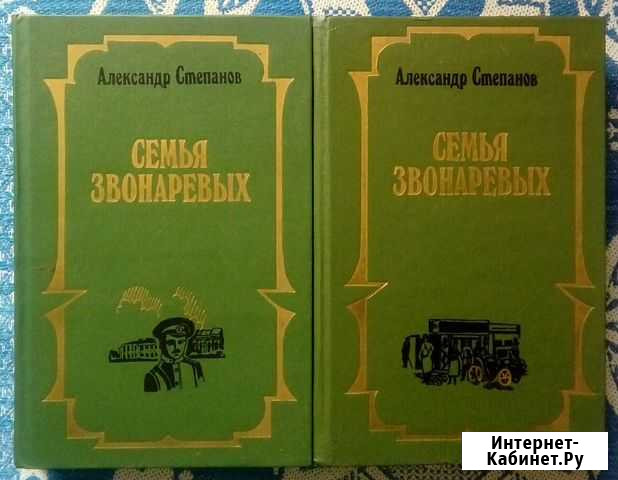 Александр Степанов
СЕМЬЯ
ЗВОНАРЕВЫХ
Александр Степанов
СЕМЬЯ
ЗВОНАРЕВЫХ
Интернет-
Кабинет.Ру